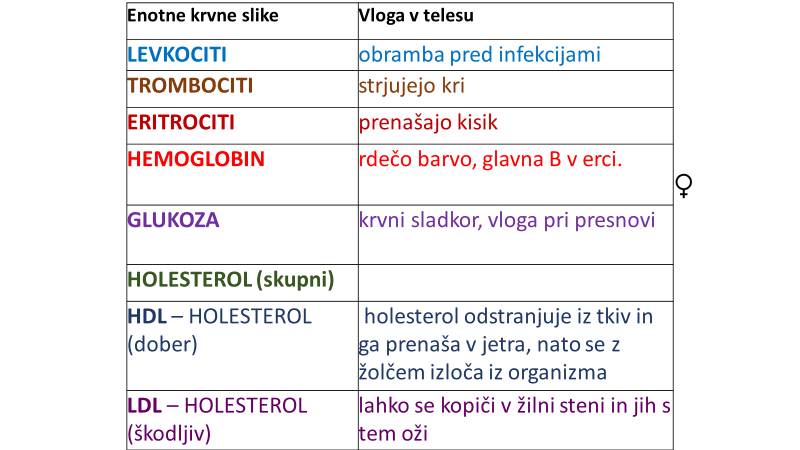 Enotne krvne slike Vloga v telesu
LEVKOCITI obramba pred infekcijami
TROMBOCITI strjujejo kri
ERITROCITI prenašajo kisik
HEMOGLOBIN rdečo barvo, glavna B v erci.
♀
GLUKOZA krvni sladkor, vloga pri presnovi
HOLESTEROL (skupni)
HDL – HOLESTEROL
(dober)
holesterol odstranjuje iz tkiv in
ga prenaša v jetra, nato se z
žolčem izloča iz organizma
LDL – HOLESTEROL
(škodljiv)
lahko se kopiči v žilni steni in jih s
tem oži